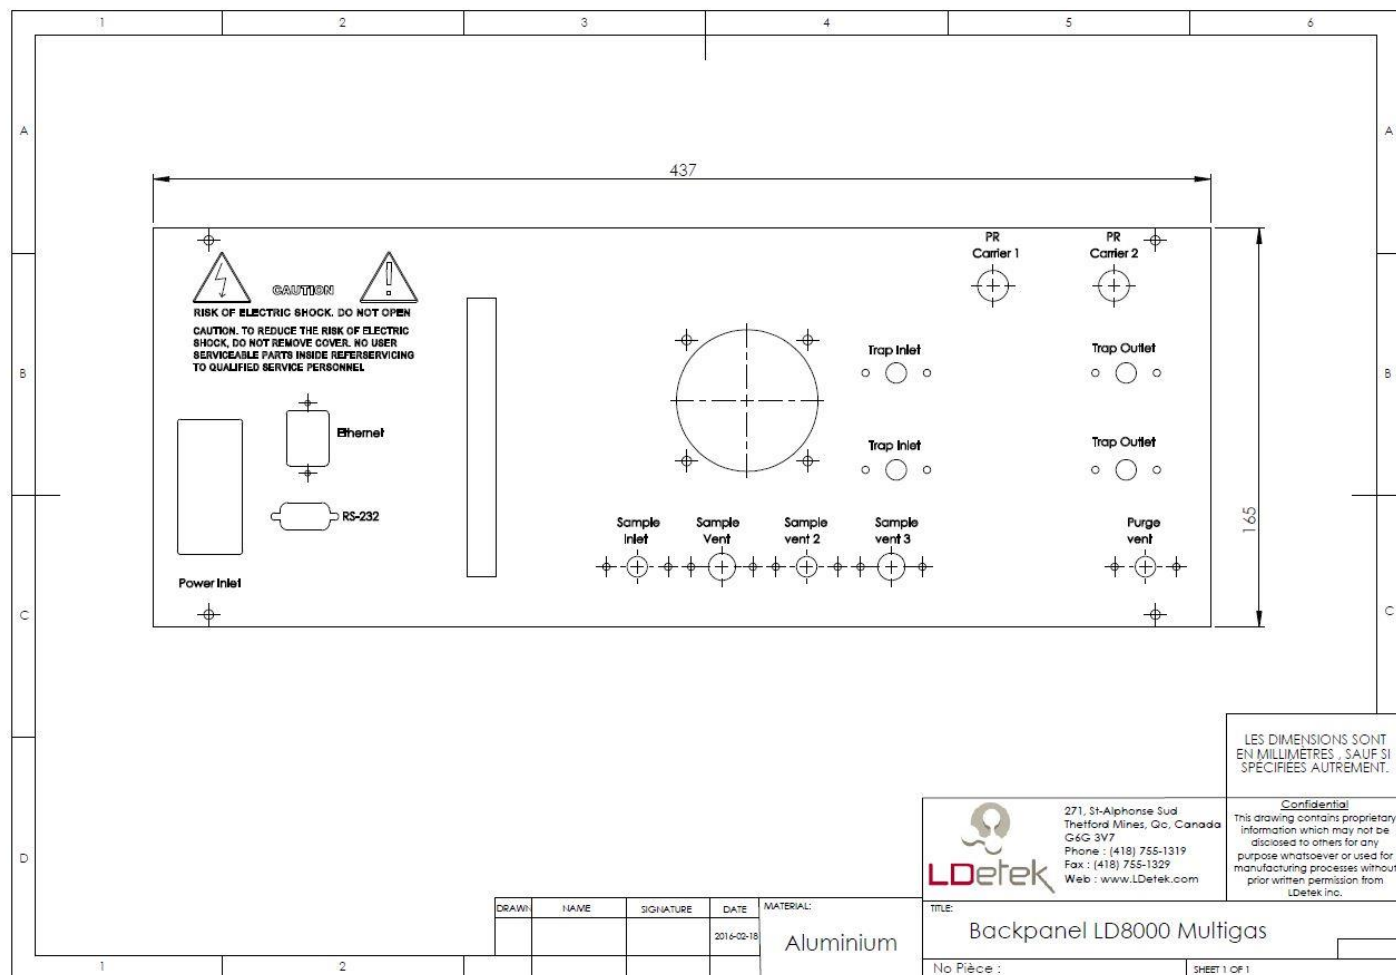 1 2 3 4 5 6
A A
437
PR
Carrier 1
PR
Carrier 2
CAUTION
RISK OF ELECTRIC SHOCK. DO NOT OPEN
CAUTION. TO REDUCE THE RISK OF ELECTRIC
SHOCK, DO NOT REMOVE COVER. NO USER
SERVICEABLE PARTS INSIDE REFERSERVICING
TO QUALIFIED SERVICE PERSONNEL
Trap Inlet
Trap Outlet
B B
Ethernet
Trap Inlet
Trap Outlet
RS-232
165
Sample
Inlet
Sample
Vent
Sample
vent 2
Sample
vent 3
Purge
vent
Power Inlet
C C
LES DIMENSIONS SONT
EN MILLIMÈTRES , SAUF SI
SPÉCIFIÉES AUTREMENT.
LDetek
271, St-Alphonse Sud
Thetford Mines, Qc, Canada
G6G 3V7
Phone : (418) 755-1319
Fax : (418) 755-1329
Web : www.LDetek.com
Confidential
This drawing contains proprietary
information which may not be
disclosed to others for any
purpose whatsoever or used for
manufacturing processes without
prior written permission from
LDetek inc.
D
DRAWN NAME SIGNATURE DATE
2016-02-18
MATERIAL:
Aluminium
TITLE:
Backpanel LD8000 Multigas
No Pièce :
SHEET 1 OF 1
1 2